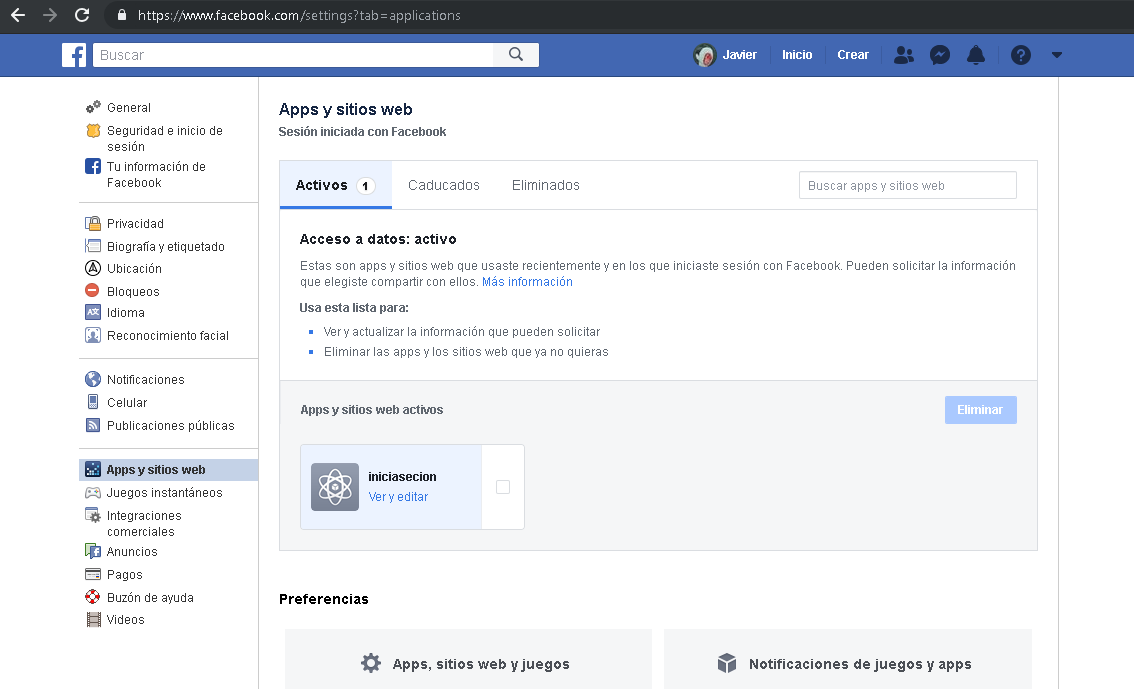 https://www.facebook.com/settings?tab=applications
f
Buscar
Javier
Inicio
Crear
?
General
Seguridad e inicio de
sesión
Tu información de
Facebook
Privacidad
Biografía y etiquetado
Ubicación
Bloqueos
Idioma
Reconocimiento facial
Notificaciones
Celular
Publicaciones públicas
Apps y sitios web
Juegos instantáneos
Integraciones
comerciales
Anuncios
Pagos
Buzón de ayuda
Videos
Apps y sitios web
Sesión iniciada con Facebook
Activos 1
Caducados
Eliminados
Buscar apps y sitios web
Acceso a datos: activo
Estas son apps y sitios web que usaste recientemente y en los que iniciaste sesión con Facebook. Pueden solicitar la información
que elegiste compartir con ellos. Más información
Usa esta lista para:
Ver y actualizar la información que pueden solicitar
Eliminar las apps y los sitios web que ya no quieras
Apps y sitios web activos
Eliminar
iniciasecion
Ver y editar
Preferencias
Apps, sitios web y juegos
Notificaciones de juegos y apps